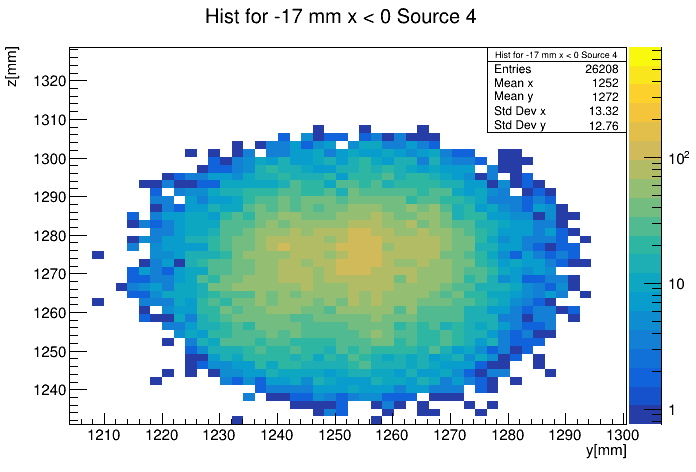 Hist for -17 mm x < 0 Source 4
z[mm]
Hist for -17 mm x < 0 Source 4
Entries 26208
Mean x 1252
Mean y 1272
Std Dev x 13.32
Std Dev y 12.76
1320
1310
1300
1290
1280
1270
1260
1250
1240
10²
10
1
1210 1220 1230 1240 1250 1260 1270 1280 1290 1300
y[mm]